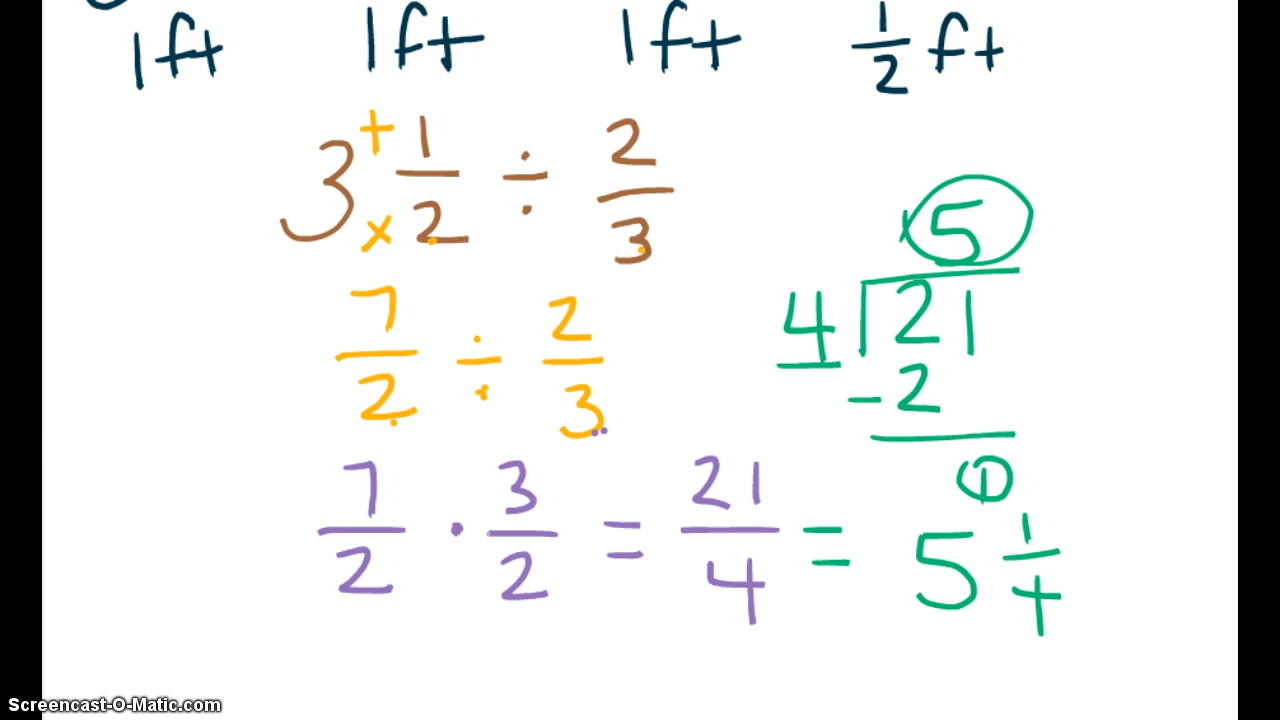 1ft 1ft 1ft 1/2 ft
3 + × 1/2 ÷ 2/3
7/2 ÷ 2/3
7/2 · 3/2 = 21/4 = 5 1/
5
4 21
- 2
1
Screencast-O-Matic.com